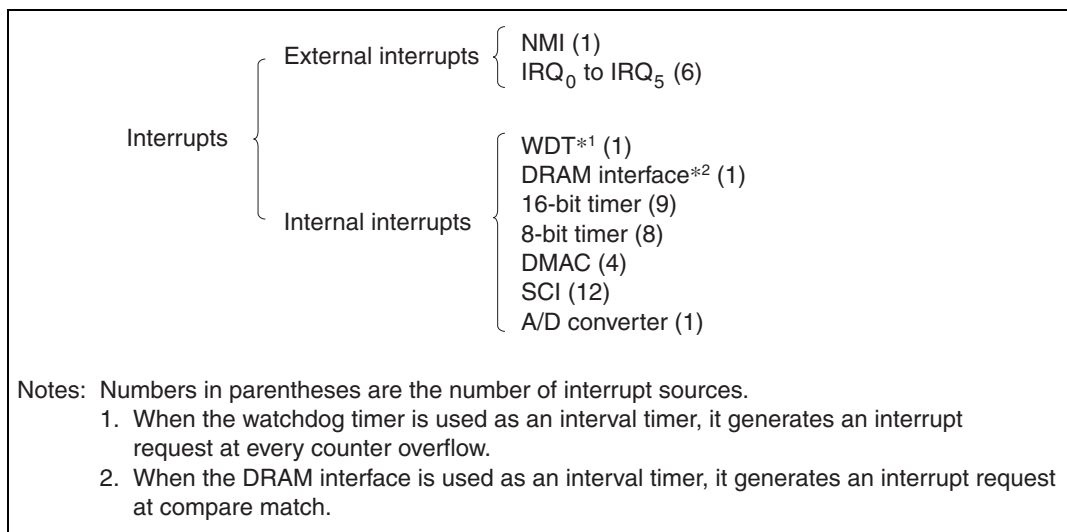 Interrupts
External interrupts
NMI (1)
IRQ0 to IRQ5 (6)
Internal interrupts
WDT*1 (1)
DRAM interface*2 (1)
16-bit timer (9)
8-bit timer (8)
DMAC (4)
SCI (12)
A/D converter (1)
Notes: Numbers in parentheses are the number of interrupt sources.
1. When the watchdog timer is used as an interval timer, it generates an interrupt
request at every counter overflow.
2. When the DRAM interface is used as an interval timer, it generates an interrupt request
at compare match.